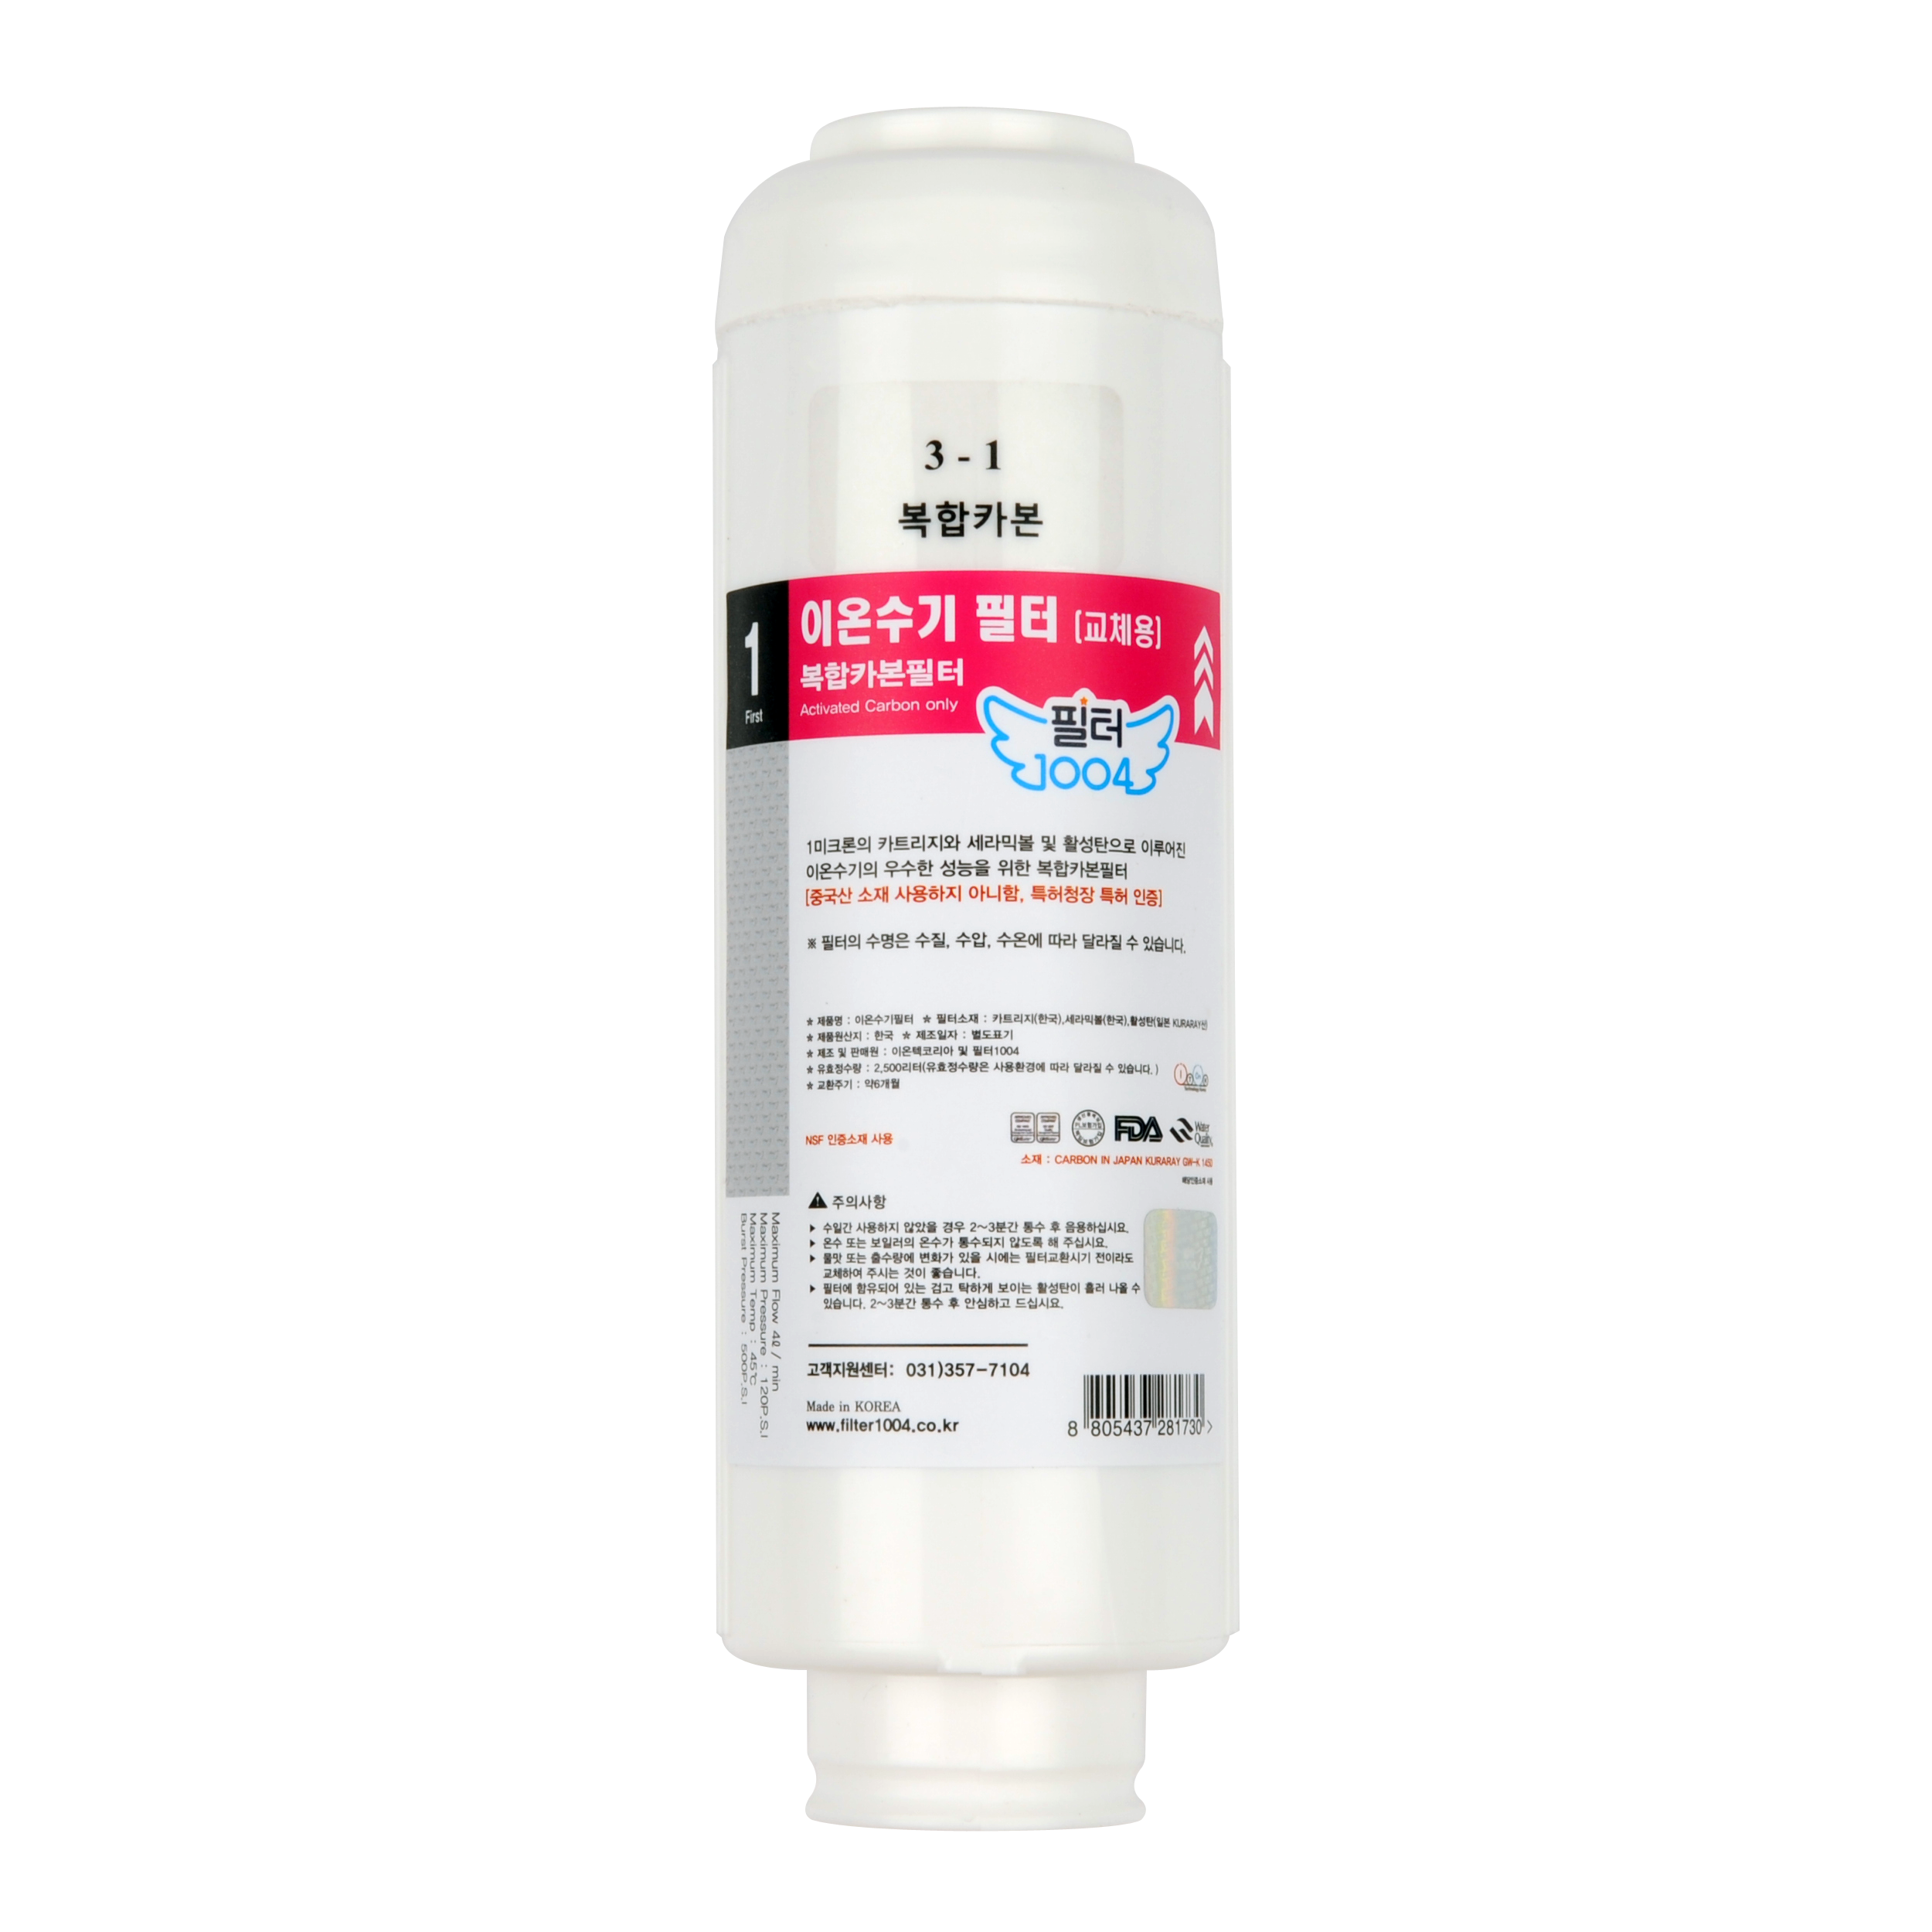 3 - 1
복합카본
1
First
이온수기 필터 [교체용]
복합카본필터
Activated Carbon only
필터
1004
1미크론의 카트리지와 세라믹볼 및 활성탄으로 이루어진
이온수기의 우수한 성능을 위한 복합카본필터
[중국산 소재 사용하지 아니함, 특허청장 특허 인증]
※ 필터의 수명은 수질, 수압, 수온에 따라 달라질 수 있습니다.
★ 제품명 : 이온수기필터 ★ 필터소재 : 카트리지(한국),세라믹볼(한국),활성탄(일본 KURARAY산)
★ 제품원산지 : 한국 ★ 제조일자 : 별도표기
★ 제조 및 판매원 : 이온텍코리아 및 필터1004
★ 유효정수량 : 2,500리터(유효정수량은 사용환경에 따라 달라질 수 있습니다.)
★ 교환주기 : 약6개월
NSF 인증소재 사용
FDA
Water
Quality
소재 : CARBON IN JAPAN KURARAY GW-K 1450
해당인증소재 사용
주의사항
▶ 수일간 사용하지 않았을 경우 2~3분간 통수 후 음용하십시요.
▶ 온수 또는 보일러의 온수가 통수되지 않도록 해 주십시요.
▶ 물맛 또는 출수량에 변화가 있을 시에는 필터교환시기 전이라도
교체하여 주시는 것이 좋습니다.
▶ 필터에 함유되어 있는 검고 탁하게 보이는 활성탄이 흘러 나올 수
있습니다. 2~3분간 통수 후 안심하고 드십시요.
Maximum Flow 4ℓ / min
Maximum Pressure : 120P.S.I
Maximum Temp : 45℃
Burst Pressure : 500P.S.I
고객지원센터: 031)357-7104
Made in KOREA
www.filter1004.co.kr
8 805437 281730 >